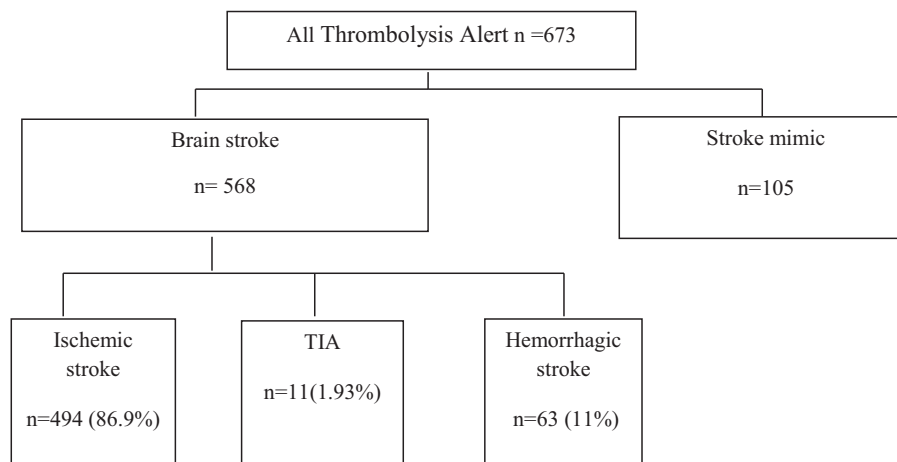 All Thrombolysis Alert n =673
Brain stroke
n= 568
Stroke mimic
n=105
Ischemic
stroke
n=494 (86.9%)
TIA
n=11(1.93%)
Hemorrhagic
stroke
n=63 (11%)